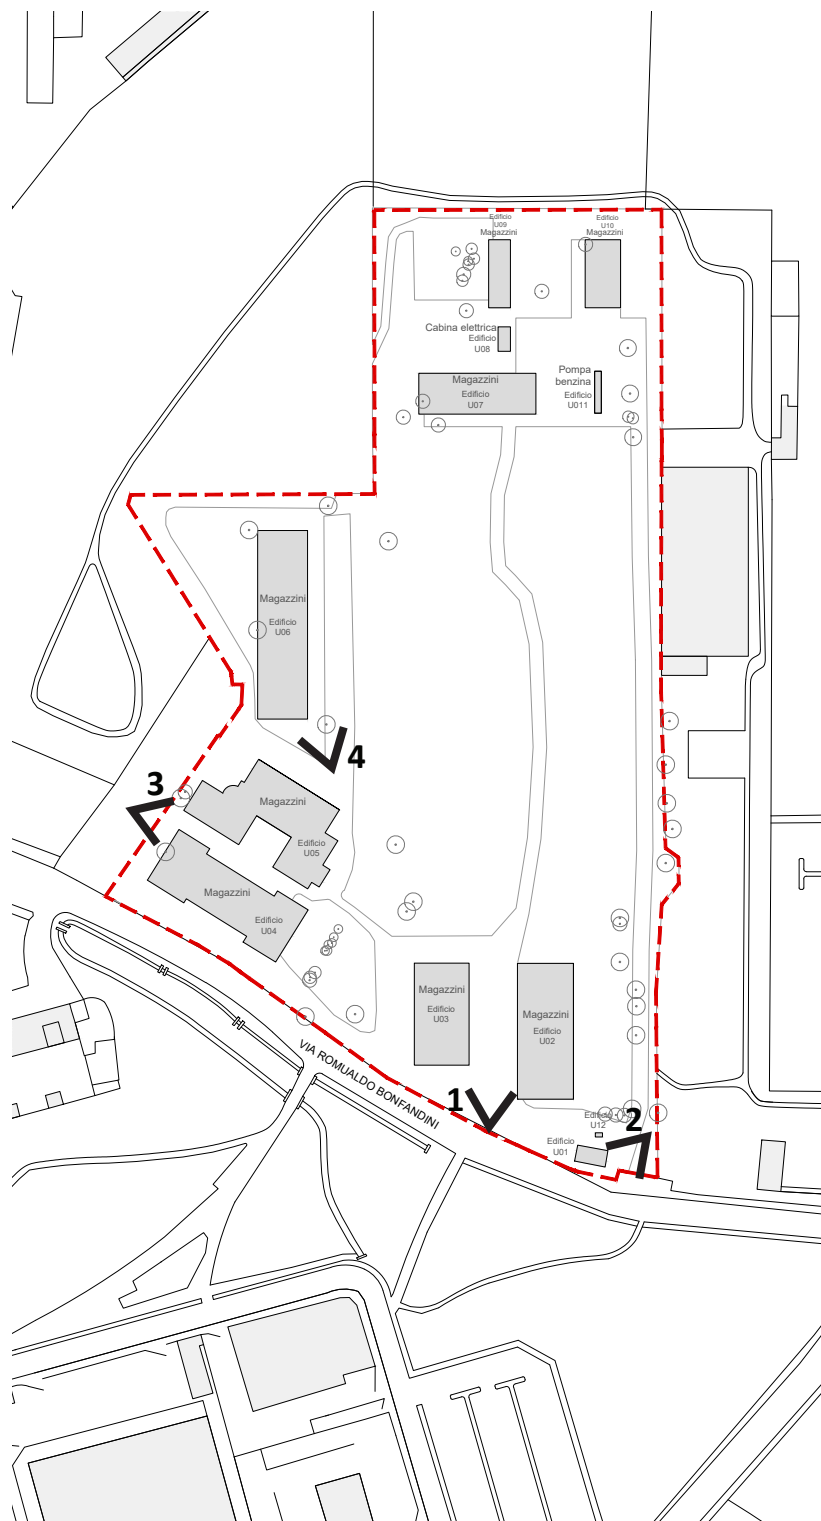 Edificio
U09
Magazzini
Edificio
U10
Magazzini
Cabina elettrica
Edificio
U08
Pompa
benzina
Edificio
U011
Magazzini
Edificio
U07
Magazzini
Edificio
U06
4
3
Magazzini
Edificio
U05
Magazzini
Edificio
U04
Magazzini
Edificio
U03
Magazzini
Edificio
U02
VIA ROMUALDO BONFANDINI
1
Edificio
U12
2
Edificio
U01